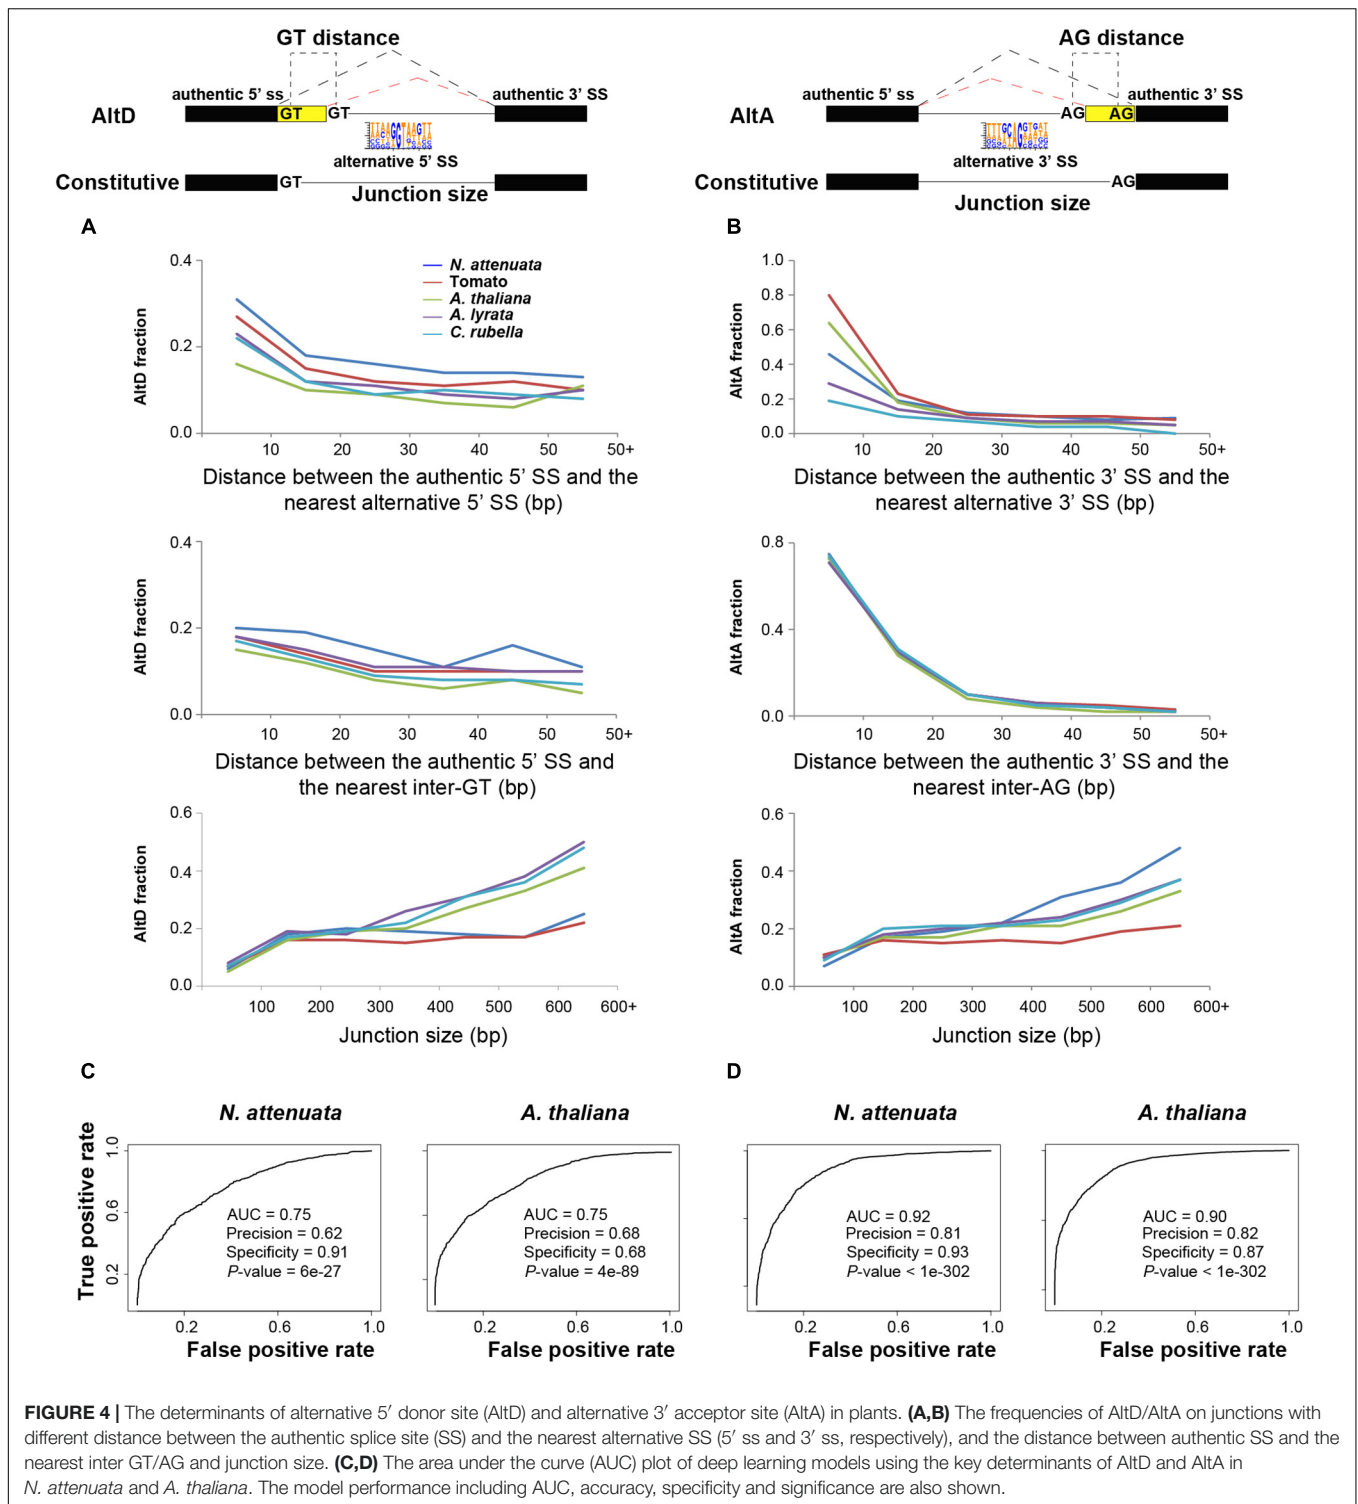 GT distance
AG distance
authentic 5' ss
authentic 3' SS
authentic 5' ss
authentic 3' SS
AltD
GT
GT
AltA
AG
AG
alternative 5' SS
alternative 3' SS
Constitutive
GT
Junction size
Constitutive
AG
Junction size
A
B
0.4
0.2
0.0
AltD fraction
N. attenuata
Tomato
A. thaliana
A. lyrata
C. rubella
10 20 30 40 50 50+
Distance between the authentic 5' SS and the
nearest alternative 5' SS (bp)
1.0
0.8
0.6
0.4
0.2
0.0
AltA fraction
10 20 30 40 50 50+
Distance between the authentic 3' SS and the
nearest alternative 3' SS (bp)
0.4
0.2
0.0
AltD fraction
10 20 30 40 50 50+
Distance between the authentic 5' SS and
the nearest inter-GT (bp)
0.8
0.4
0.0
AltA fraction
10 20 30 40 50 50+
Distance between the authentic 3' SS and the
nearest inter-AG (bp)
0.6
0.4
0.2
0.0
AltD fraction
100 200 300 400 500 600 600+
Junction size (bp)
0.6
0.4
0.2
0.0
AltA fraction
100 200 300 400 500 600 600+
Junction size (bp)
C
D
N. attenuata
True positive rate
1.0
0.6
0.2
AUC = 0.75
Precision = 0.62
Specificity = 0.91
P-value = 6e-27
0.2 0.6 1.0
False positive rate
A. thaliana
AUC = 0.75
Precision = 0.68
Specificity = 0.68
P-value = 4e-89
0.2 0.6 1.0
False positive rate
N. attenuata
AUC = 0.92
Precision = 0.81
Specificity = 0.93
P-value < 1e-302
0.2 0.6 1.0
False positive rate
A. thaliana
AUC = 0.90
Precision = 0.82
Specificity = 0.87
P-value < 1e-302
0.2 0.6 1.0
False positive rate
FIGURE 4 | The determinants of alternative 5′ donor site (AltD) and alternative 3′ acceptor site (AltA) in plants. (A,B) The frequencies of AltD/AltA on junctions with
different distance between the authentic splice site (SS) and the nearest alternative SS (5′ ss and 3′ ss, respectively), and the distance between authentic SS and the
nearest inter GT/AG and junction size. (C,D) The area under the curve (AUC) plot of deep learning models using the key determinants of AltD and AltA in
N. attenuata and A. thaliana. The model performance including AUC, accuracy, specificity and significance are also shown.